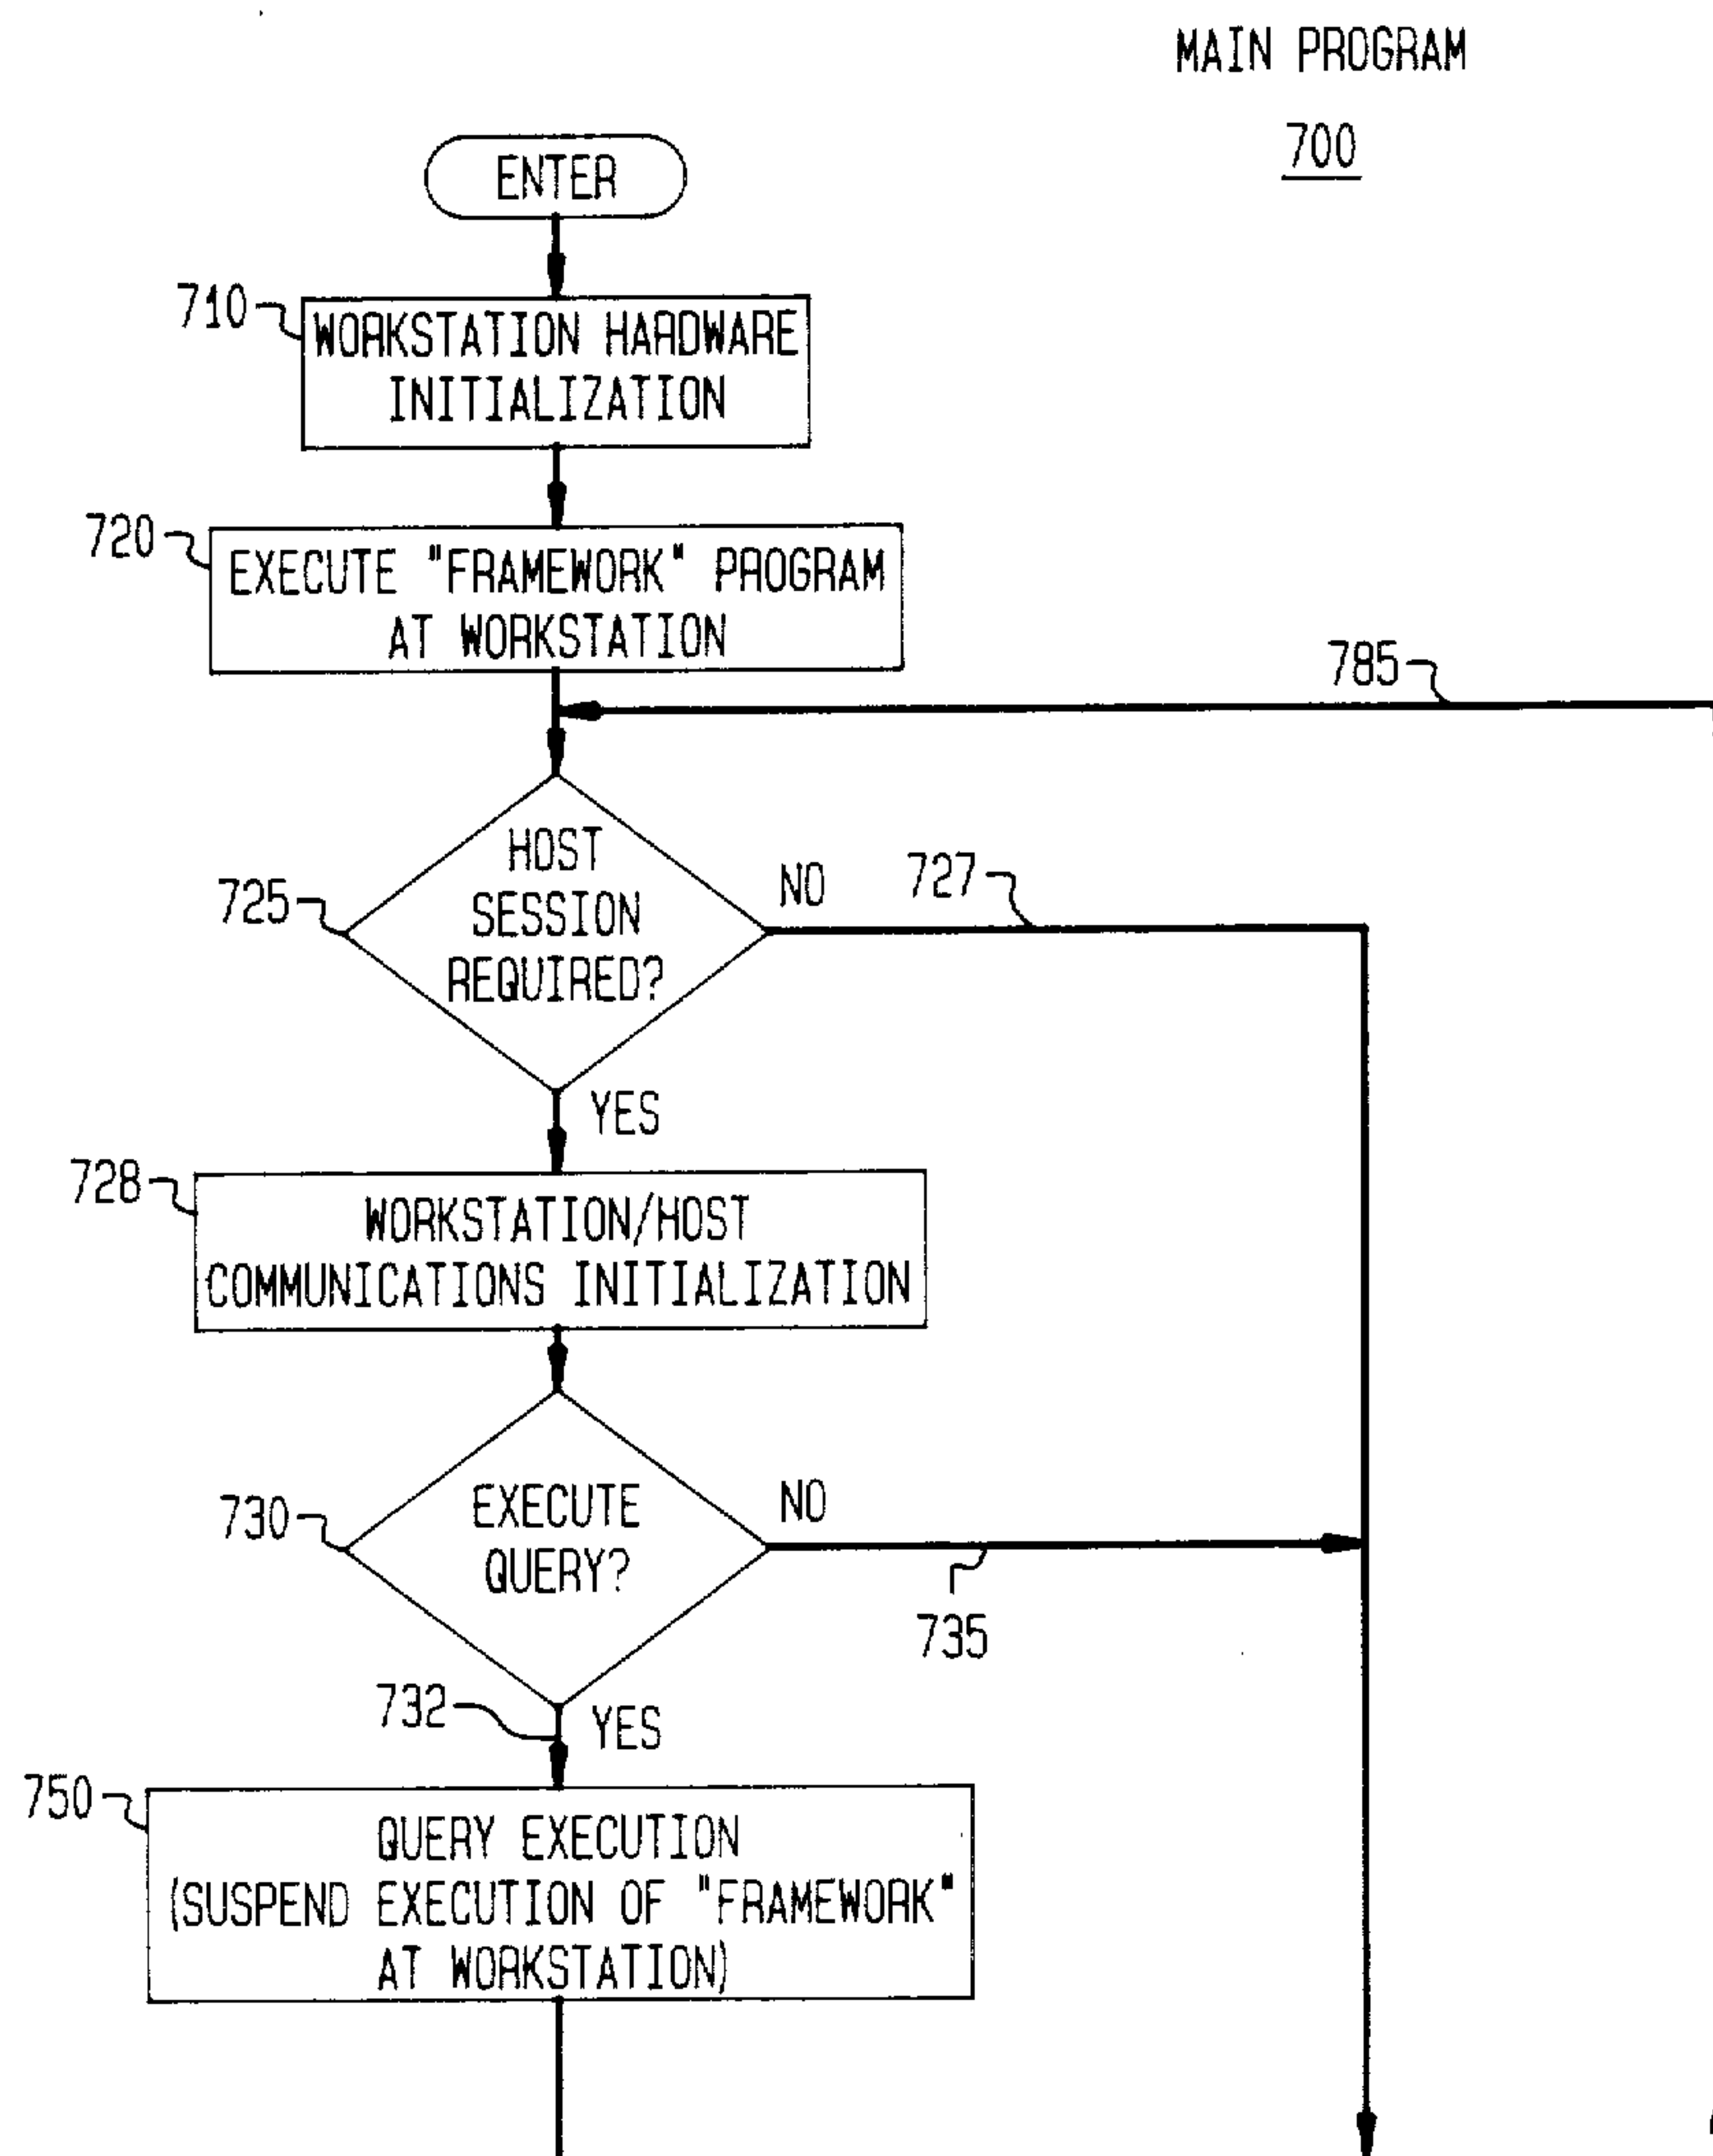 MAIN PROGRAM
700
ENTER
710
WORKSTATION HARDWARE
INITIALIZATION
720
EXECUTE "FRAMEWORK" PROGRAM
AT WORKSTATION
785
HOST
SESSION
REQUIRED?
725
NO
727
YES
728
WORKSTATION/HOST
COMMUNICATIONS INITIALIZATION
730
EXECUTE
QUERY?
NO
735
732
YES
750
QUERY EXECUTION
(SUSPEND EXECUTION OF "FRAMEWORK"
AT WORKSTATION)